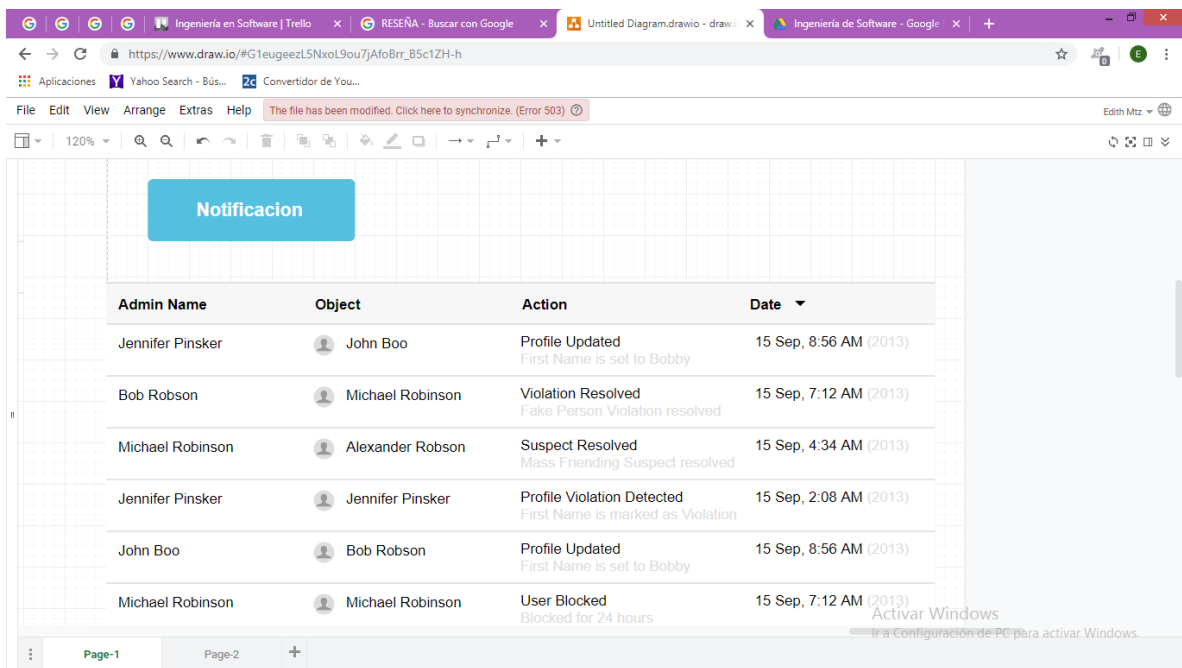 Ingeniería en Software | Trello
RESEÑA - Buscar con Google
Untitled Diagram.drawio - draw.i
Ingeniería de Software - Google
https://www.draw.io/#G1eugeezL5NxoL9ou7jAfoBrr_B5c1ZH-h
0
E
Aplicaciones Yahoo Search - Bús... Convertidor de You...
File Edit View Arrange Extras Help The file has been modified. Click here to synchronize. (Error 503) Edith Mtz
120%
Notificacion
Admin Name Object Action Date
Jennifer Pinsker John Boo Profile Updated 15 Sep, 8:56 AM (2013)
First Name is set to Bobby
Bob Robson Michael Robinson Violation Resolved 15 Sep, 7:12 AM (2013)
Fake Person Violation resolved
Michael Robinson Alexander Robson Suspect Resolved 15 Sep, 4:34 AM (2013)
Mass Friending Suspect resolved
Jennifer Pinsker Jennifer Pinsker Profile Violation Detected 15 Sep, 2:08 AM (2013)
First Name is marked as Violation
John Boo Bob Robson Profile Updated 15 Sep, 8:56 AM (2013)
First Name is set to Bobby
Michael Robinson Michael Robinson User Blocked 15 Sep, 7:12 AM (2013)
Blocked for 24 hours
Activar Windows
Ir a Configuración de PC para activar Windows.
Page-1 Page-2